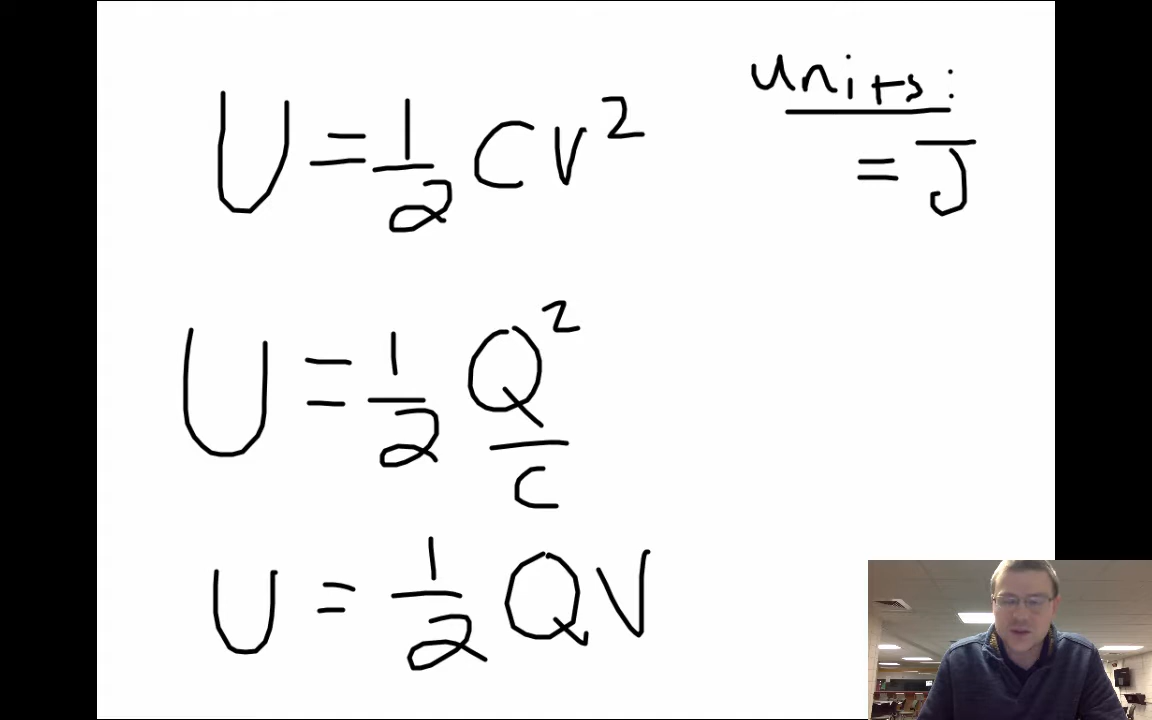 U = 1/2 CV²
units:
= J
U = 1/2 Q²/C
U = 1/2 QV